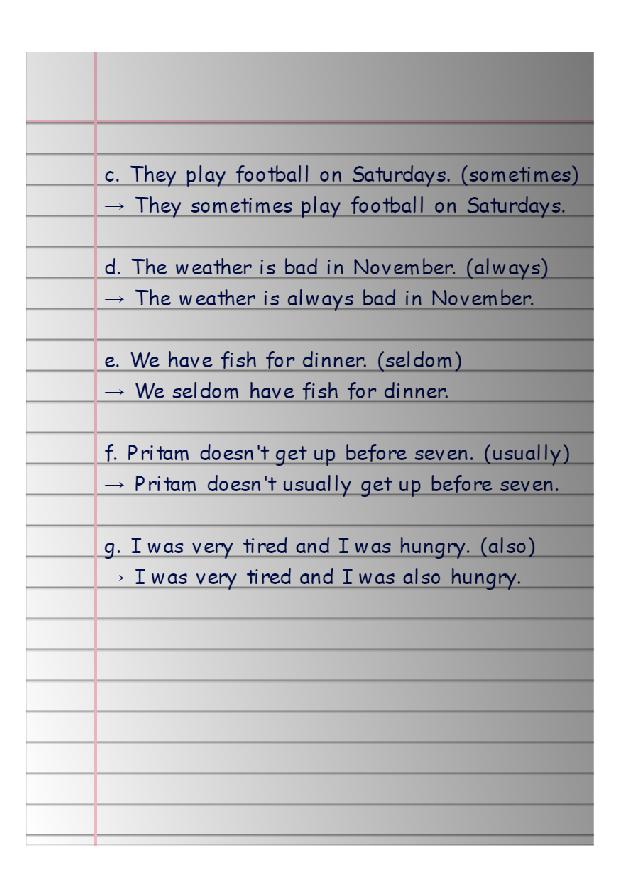 c. They play football on Saturdays. (sometimes)
→ They sometimes play football on Saturdays.
d. The weather is bad in November. (always)
→ The weather is always bad in November.
e. We have fish for dinner. (seldom)
→ We seldom have fish for dinner.
f. Pritam doesn't get up before seven. (usually)
→ Pritam doesn't usually get up before seven.
g. I was very tired and I was hungry. (also)
→ I was very tired and I was also hungry.